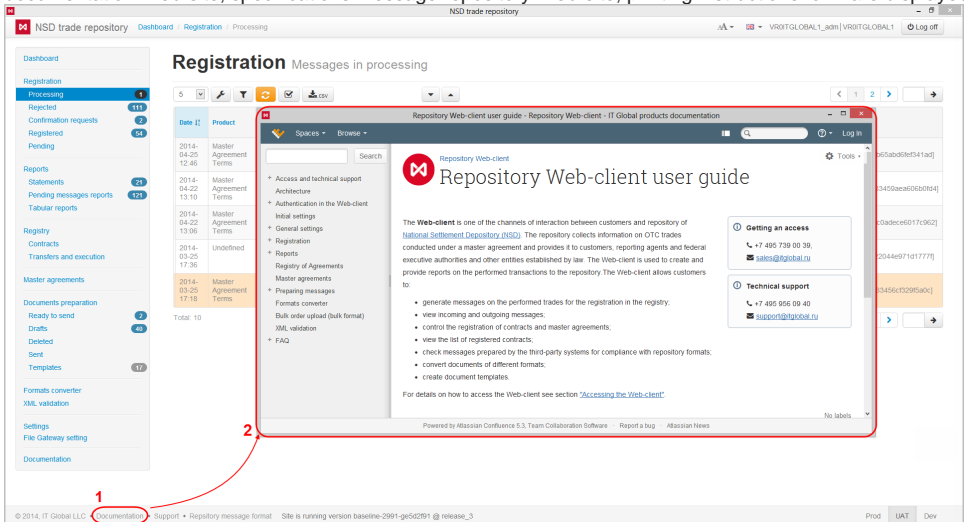 NSD trade repository
NSD trade repository Dashboard / Registration / Processing
VR0ITGLOBAL1_adm | VR0ITGLOBAL1 Log off
Dashboard
Registration
Processing 1
Rejected 111
Confirmation requests 2
Registered 54
Pending
Reports
Statements 21
Pending messages reports 121
Tabular reports
Registry
Contracts
Transfers and execution
Master agreements
Documents preparation
Ready to send 2
Drafts 40
Deleted
Sent
Templates 17
Formats converter
XML validation
Settings
File Gateway setting
Documentation
Registration Messages in processing
5 csv
1 2
Date Product
2014-04-25 12:46 Master Agreement Terms
2014-04-22 13:10 Master Agreement Terms
2014-04-22 13:06 Master Agreement Terms
2014-03-25 17:36 Undefined
2014-03-25 17:18 Master Agreement Terms
Total: 10
Repository Web-client user guide - Repository Web-client - IT Global products documentation
Spaces Browse Log In
Search
Access and technical support
Architecture
Authentication in the Web-client
Initial settings
General settings
Registration
Reports
Registry of Agreements
Master agreements
Preparing messages
Formats converter
Bulk order upload (bulk format)
XML validation
FAQ
Repository Web-client
Tools
Repository Web-client user guide
The Web-client is one of the channels of interaction between customers and repository of
National Settlement Depository (NSD). The repository collects information on OTC trades
conducted under a master agreement and provides it to customers, reporting agents and federal
executive authorities and other entities established by law. The Web-client is used to create and
provide reports on the performed transactions to the repository. The Web-client allows customers
to:
• generate messages on the performed trades for the registration in the registry;
• view incoming and outgoing messages;
• control the registration of contracts and master agreements;
• view the list of registered contracts;
• check messages prepared by the third-party systems for compliance with repository formats;
• convert documents of different formats;
• create document templates.
For details on how to access the Web-client see section "Accessing the Web-client".
Getting an access
+7 495 739 00 39,
sales@itglobal.ru
Technical support
+7 495 956 09 40
support@itglobal.ru
No labels
Powered by Atlassian Confluence 5.3, Team Collaboration Software · Report a bug · Atlassian News
2
1
© 2014, IT Global LLC • Documentation • Support • Repository message format Site is running version baseline-2991-ge5d2f91 @ release_3
Prod UAT Dev